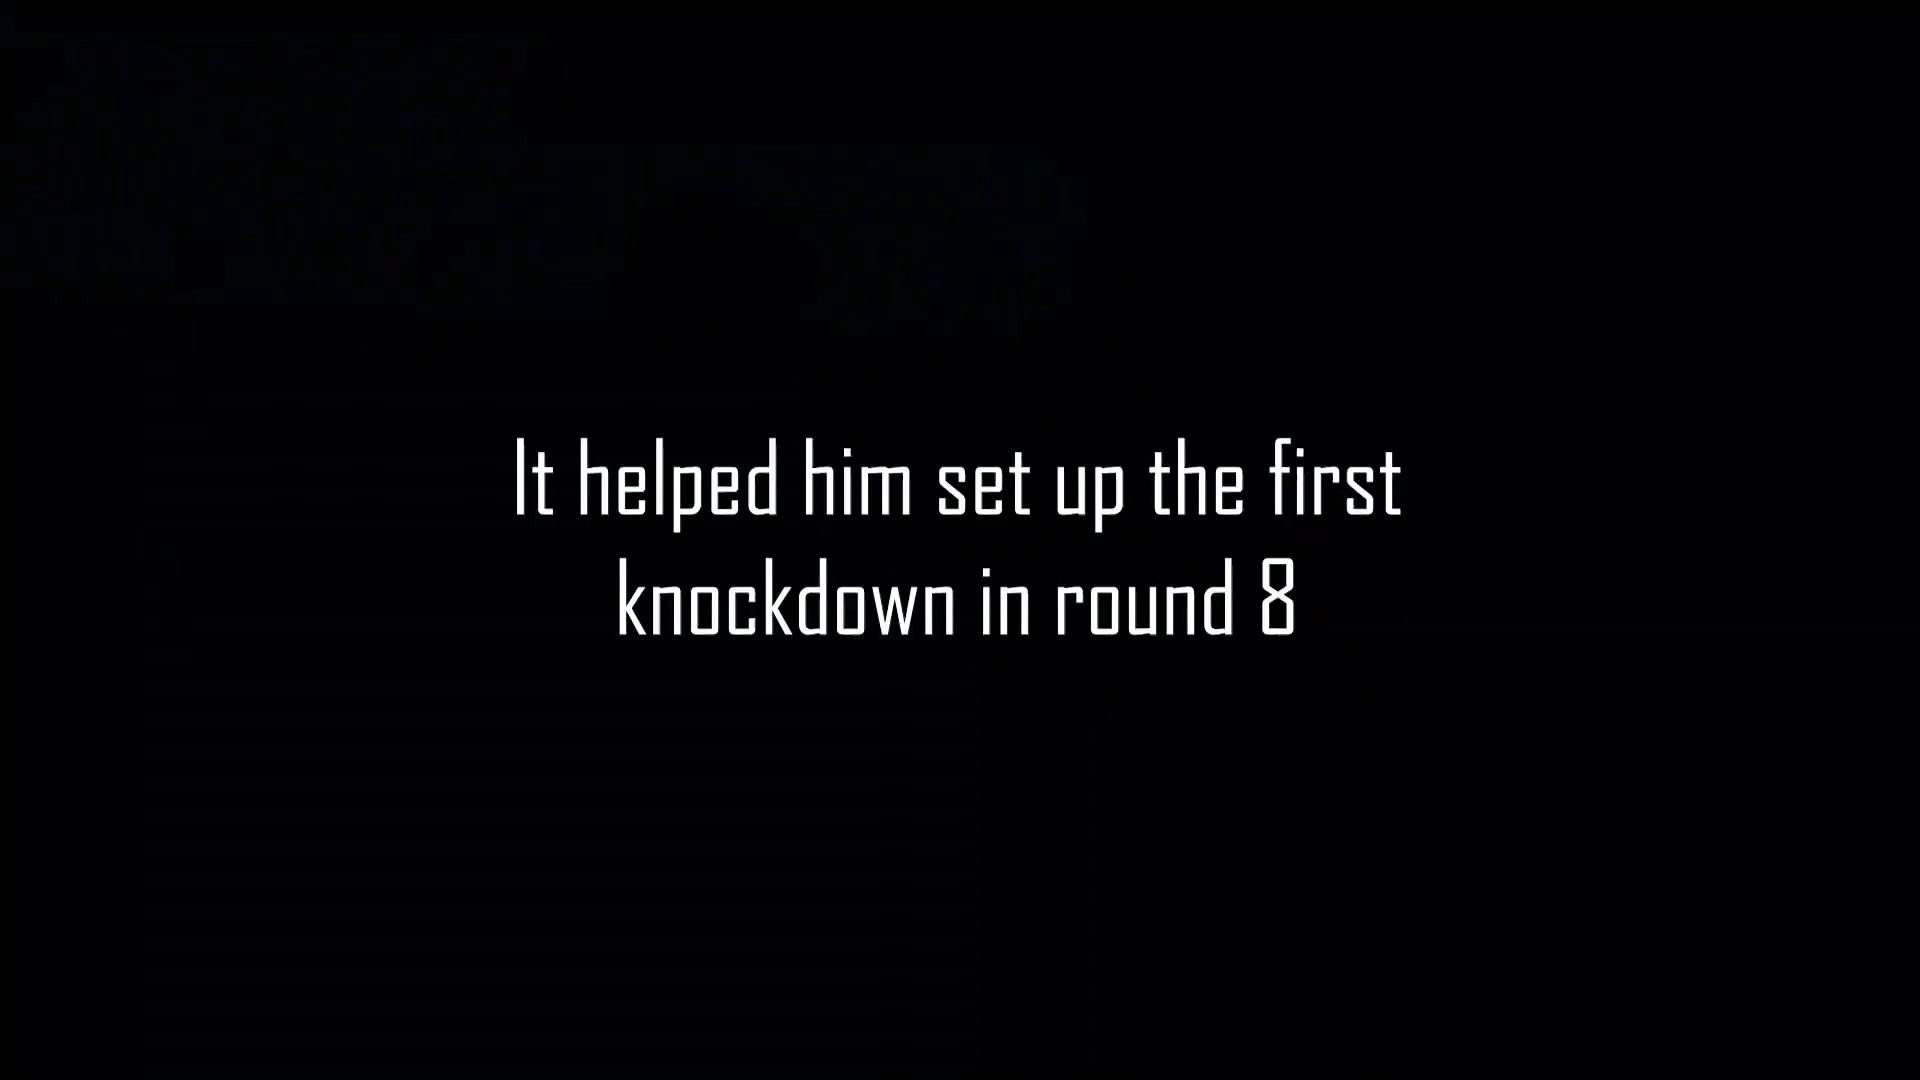 It helped him set up the first
knockdown in round 8